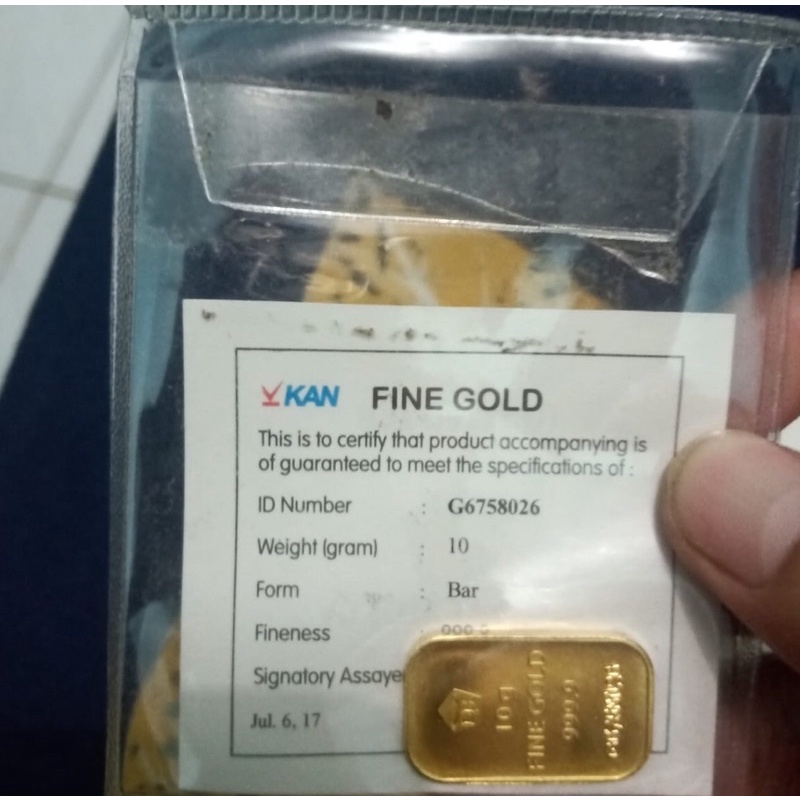 KAN FINE GOLD
This is to certify that product accompanying is
of guaranteed to meet the specifications of :
ID Number : G6758026
Weight (gram) : 10
Form : Bar
Fineness
Signatory Assaye
Jul. 6, 17
10 g
FINE GOLD
999.9